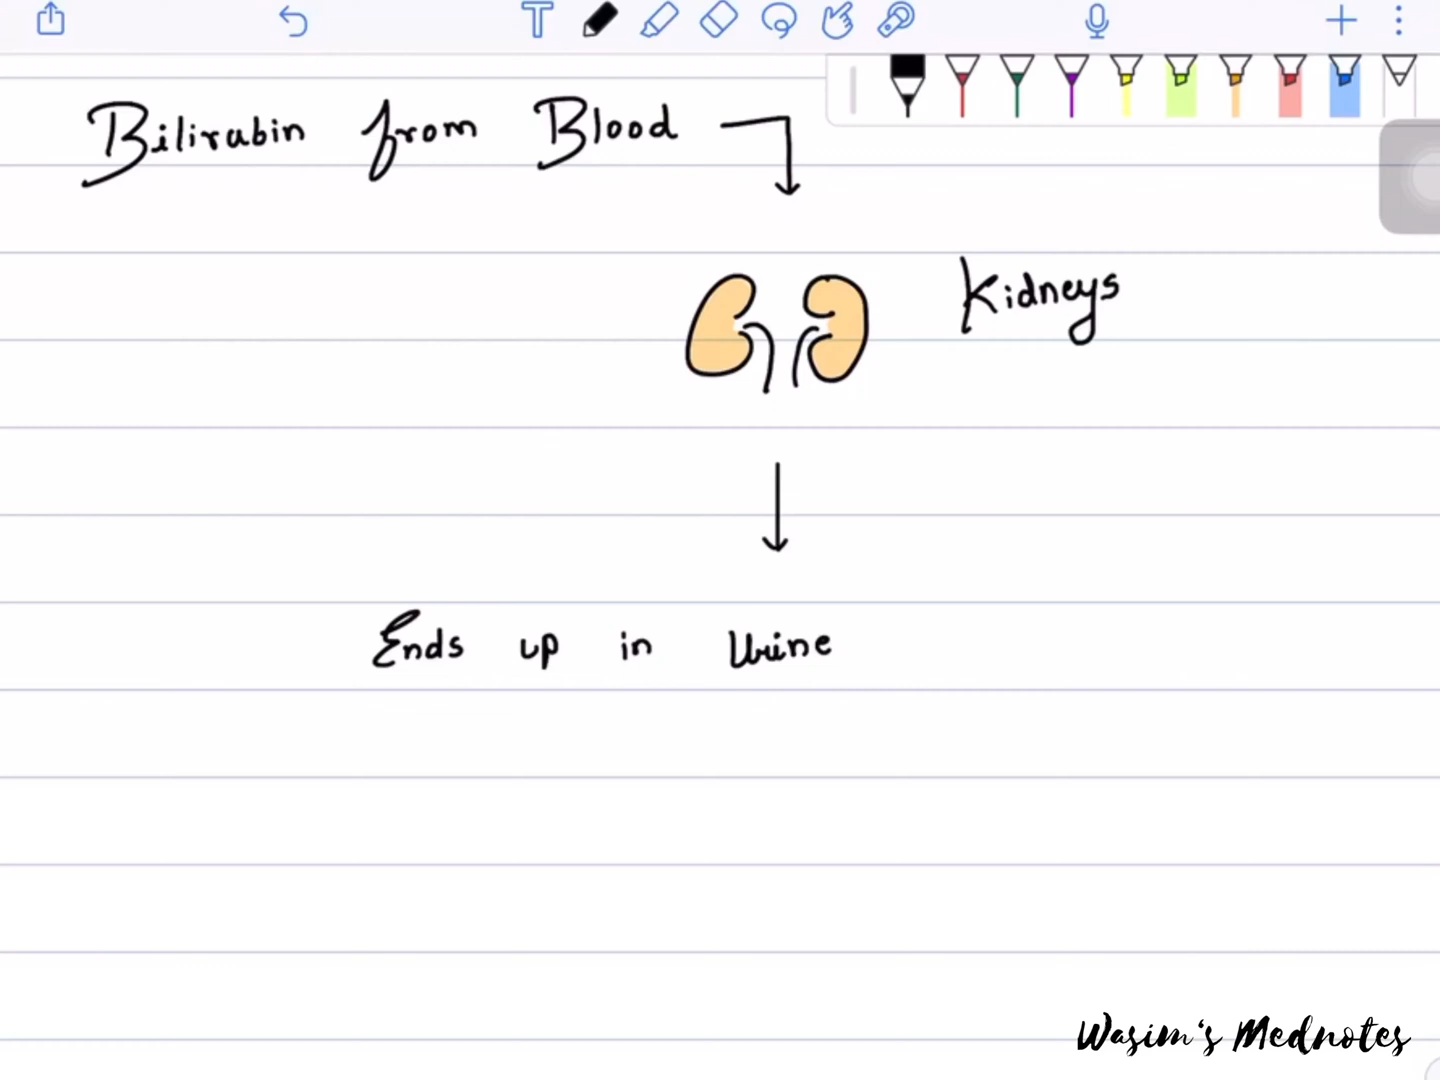 Bilirubin from Blood
Kidneys
Ends up in Urine
Wasim's Mednotes